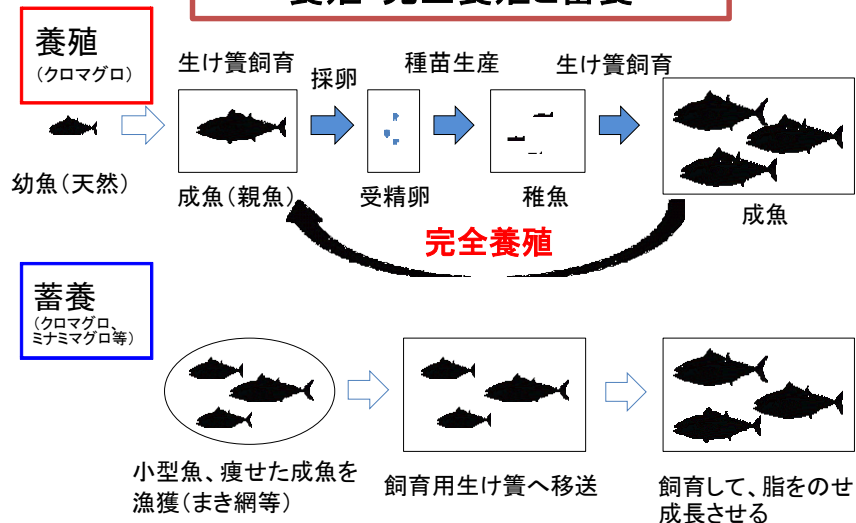 養殖
(クロマグロ)
生け簀飼育
採卵
種苗生産
生け簀飼育
幼魚(天然)
成魚(親魚)
受精卵
稚魚
成魚
完全養殖
蓄養
(クロマグロ、
ミナミマグロ等)
小型魚、痩せた成魚を
漁獲(まき網等)
飼育用生け簀へ移送
飼育して、脂をのせ
成長させる